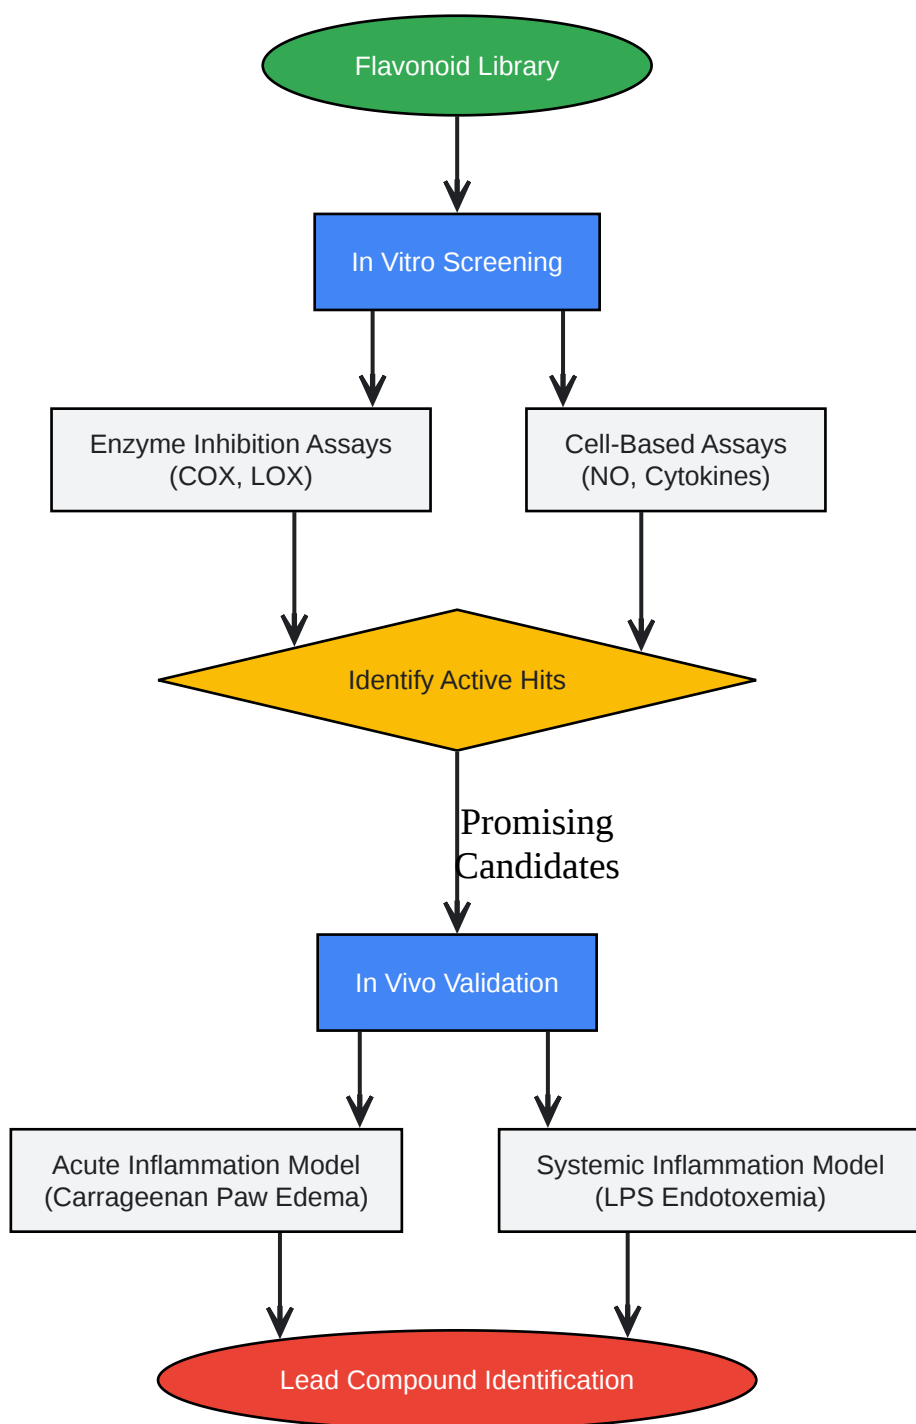 Flavonoid Library
In Vitro Screening
Enzyme Inhibition Assays
(COX, LOX)
Cell-Based Assays
(NO, Cytokines)
Identify Active Hits
Promising
Candidates
In Vivo Validation
Acute Inflammation Model
(Carrageenan Paw Edema)
Systemic Inflammation Model
(LPS Endotoxemia)
Lead Compound Identification